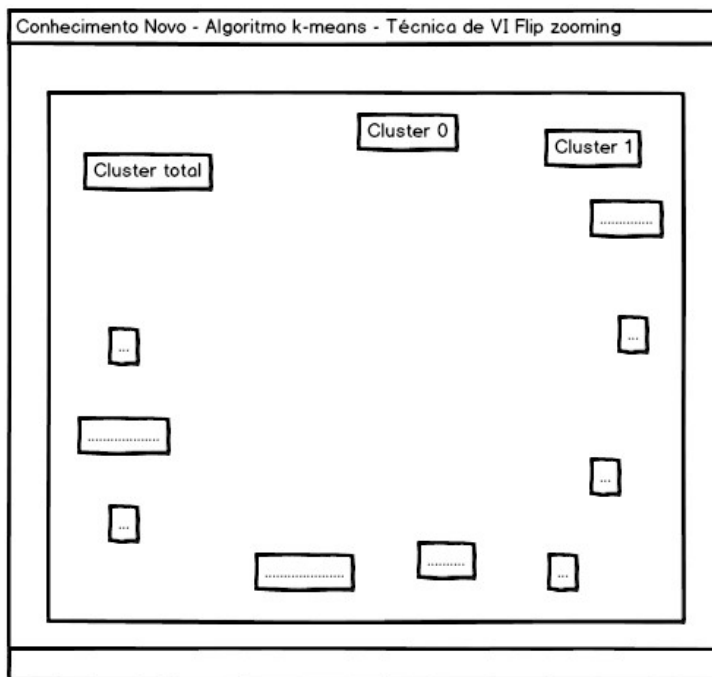 Conhecimento Novo - Algoritmo k-means - Técnica de VI Flip zooming
Cluster 0
Cluster 1
Cluster total
..............
...
...
...................
...
...
.......................
..........
...